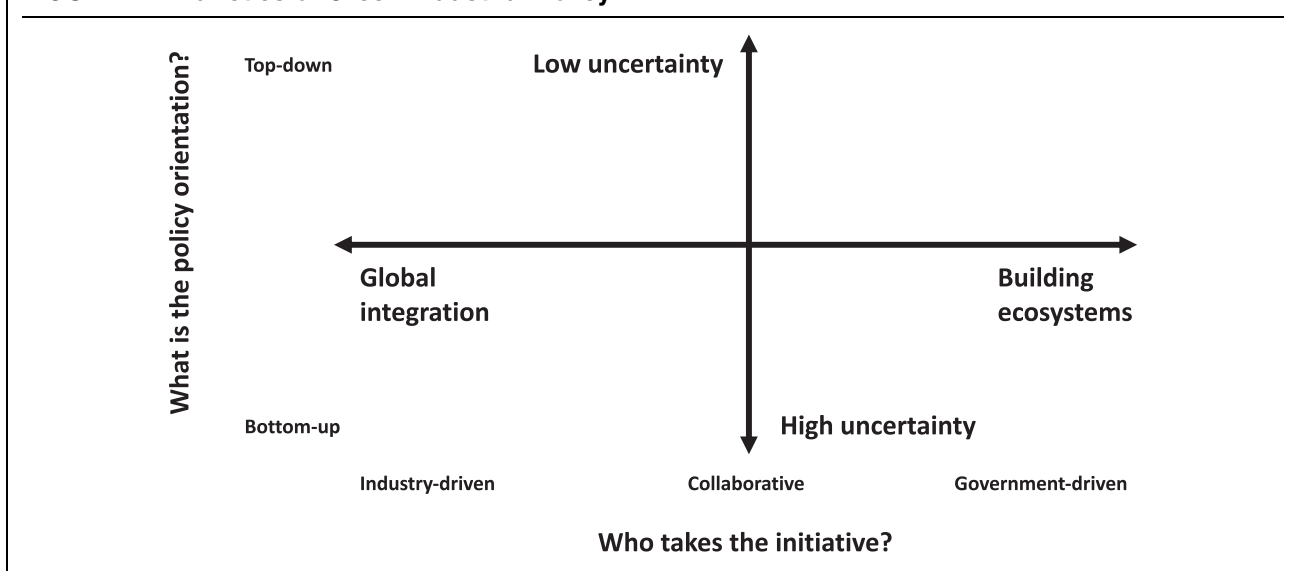 What is the policy orientation?
Top-down
Low uncertainty
Global
integration
Building
ecosystems
Bottom-up
High uncertainty
Industry-driven
Collaborative
Government-driven
Who takes the initiative?